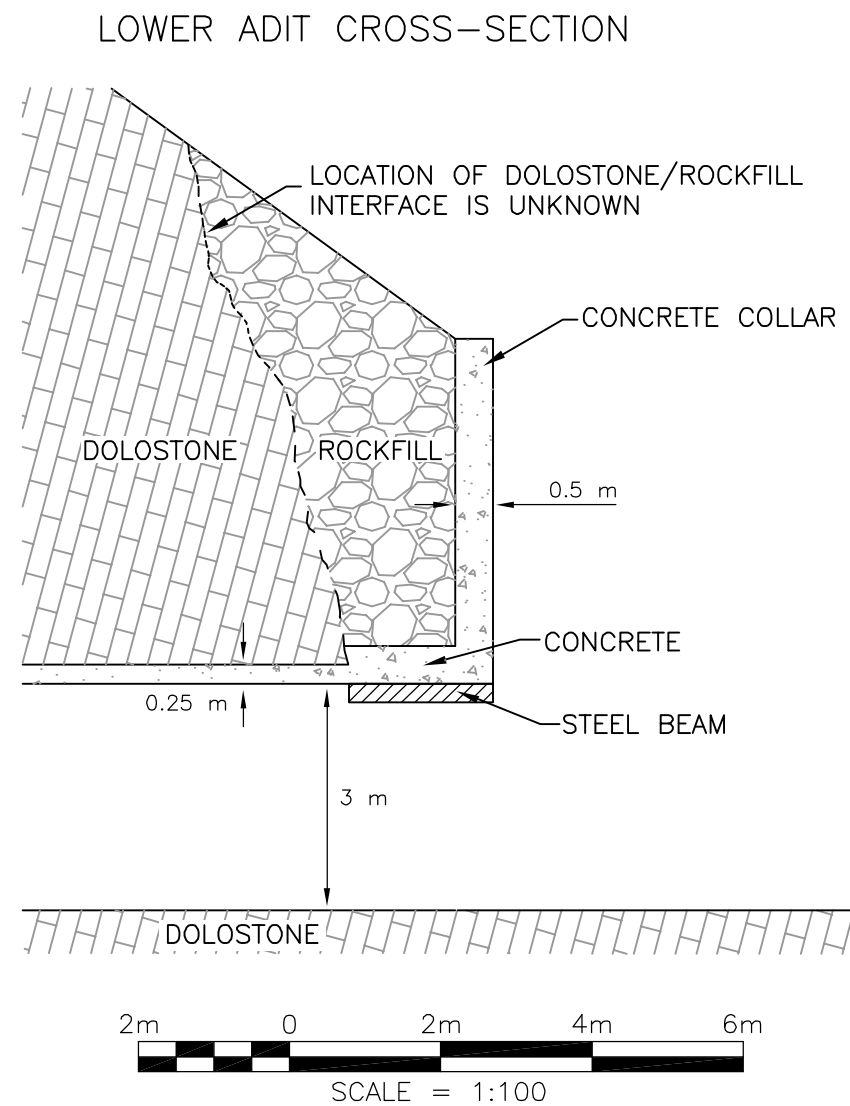 LOWER ADIT CROSS-SECTION
LOCATION OF DOLOSTONE/ROCKFILL
INTERFACE IS UNKNOWN
CONCRETE COLLAR
DOLOSTONE
ROCKFILL
0.5 m
CONCRETE
0.25 m
STEEL BEAM
3 m
DOLOSTONE
2m 0 2m 4m 6m
SCALE = 1:100